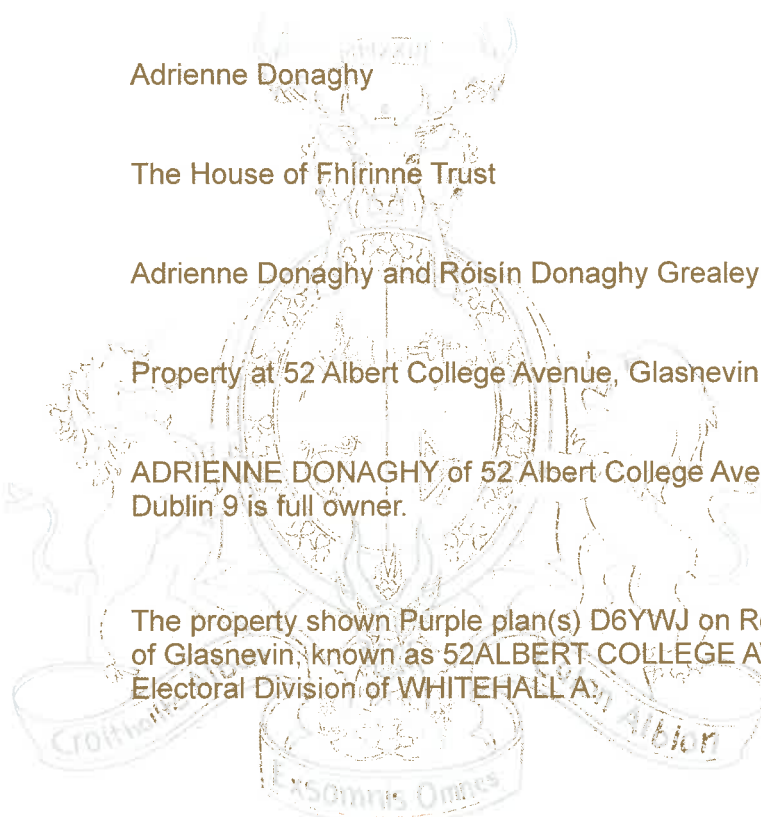 Adrienne Donaghy
The House of Fhírinne Trust
Adrienne Donaghy and Róisín Donaghy Grealey
Property at 52 Albert College Avenue, Glasnevin
ADRIENNE DONAGHY of 52 Albert College Ave
Dublin 9 is full owner.
The property shown Purple plan(s) D6YWJ on R
of Glasnevin, known as 52ALBERT COLLEGE A
Electoral Division of WHITEHALL A.
Albion
Exsomnis Omnes